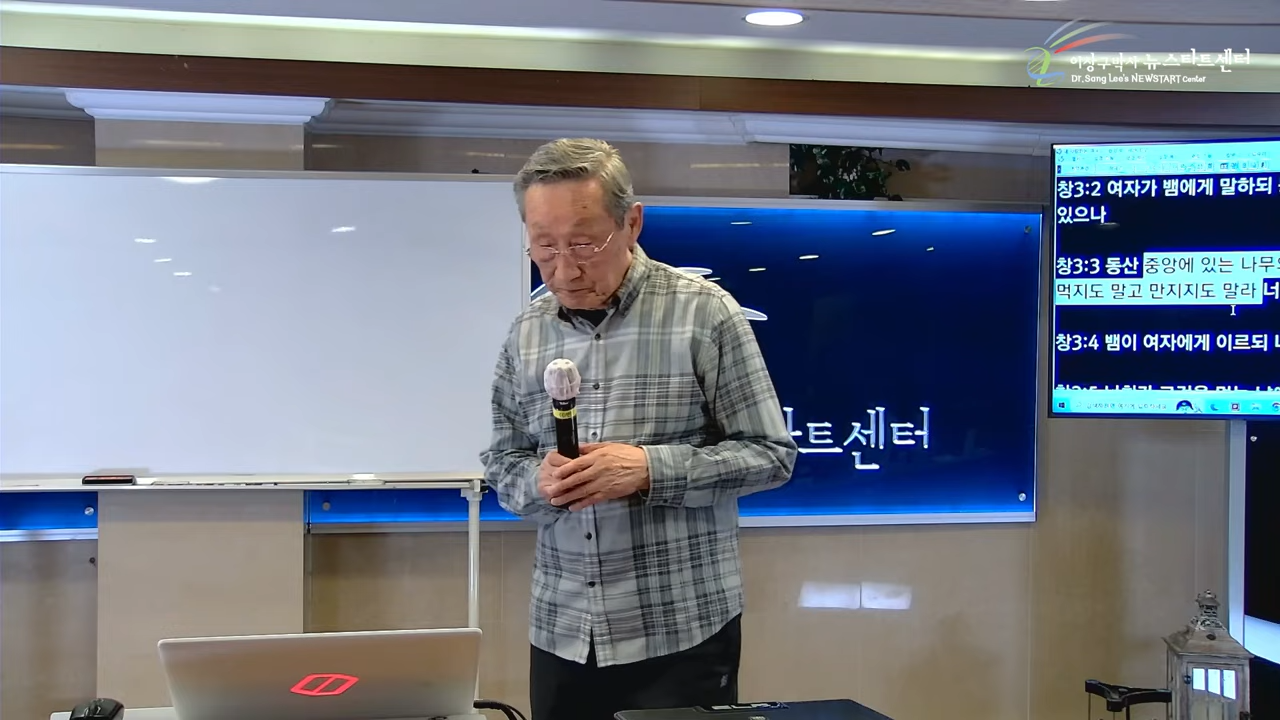 이상구박사 뉴스타트센터
Dr. Sang Lee's NEWSTART Center
창3:2 여자가 뱀에게 말하되
있으나
창3:3 동산 중앙에 있는 나무의
먹지도 말고 만지지도 말라 너
창3:4 뱀이 여자에게 이르되 너
타트센터